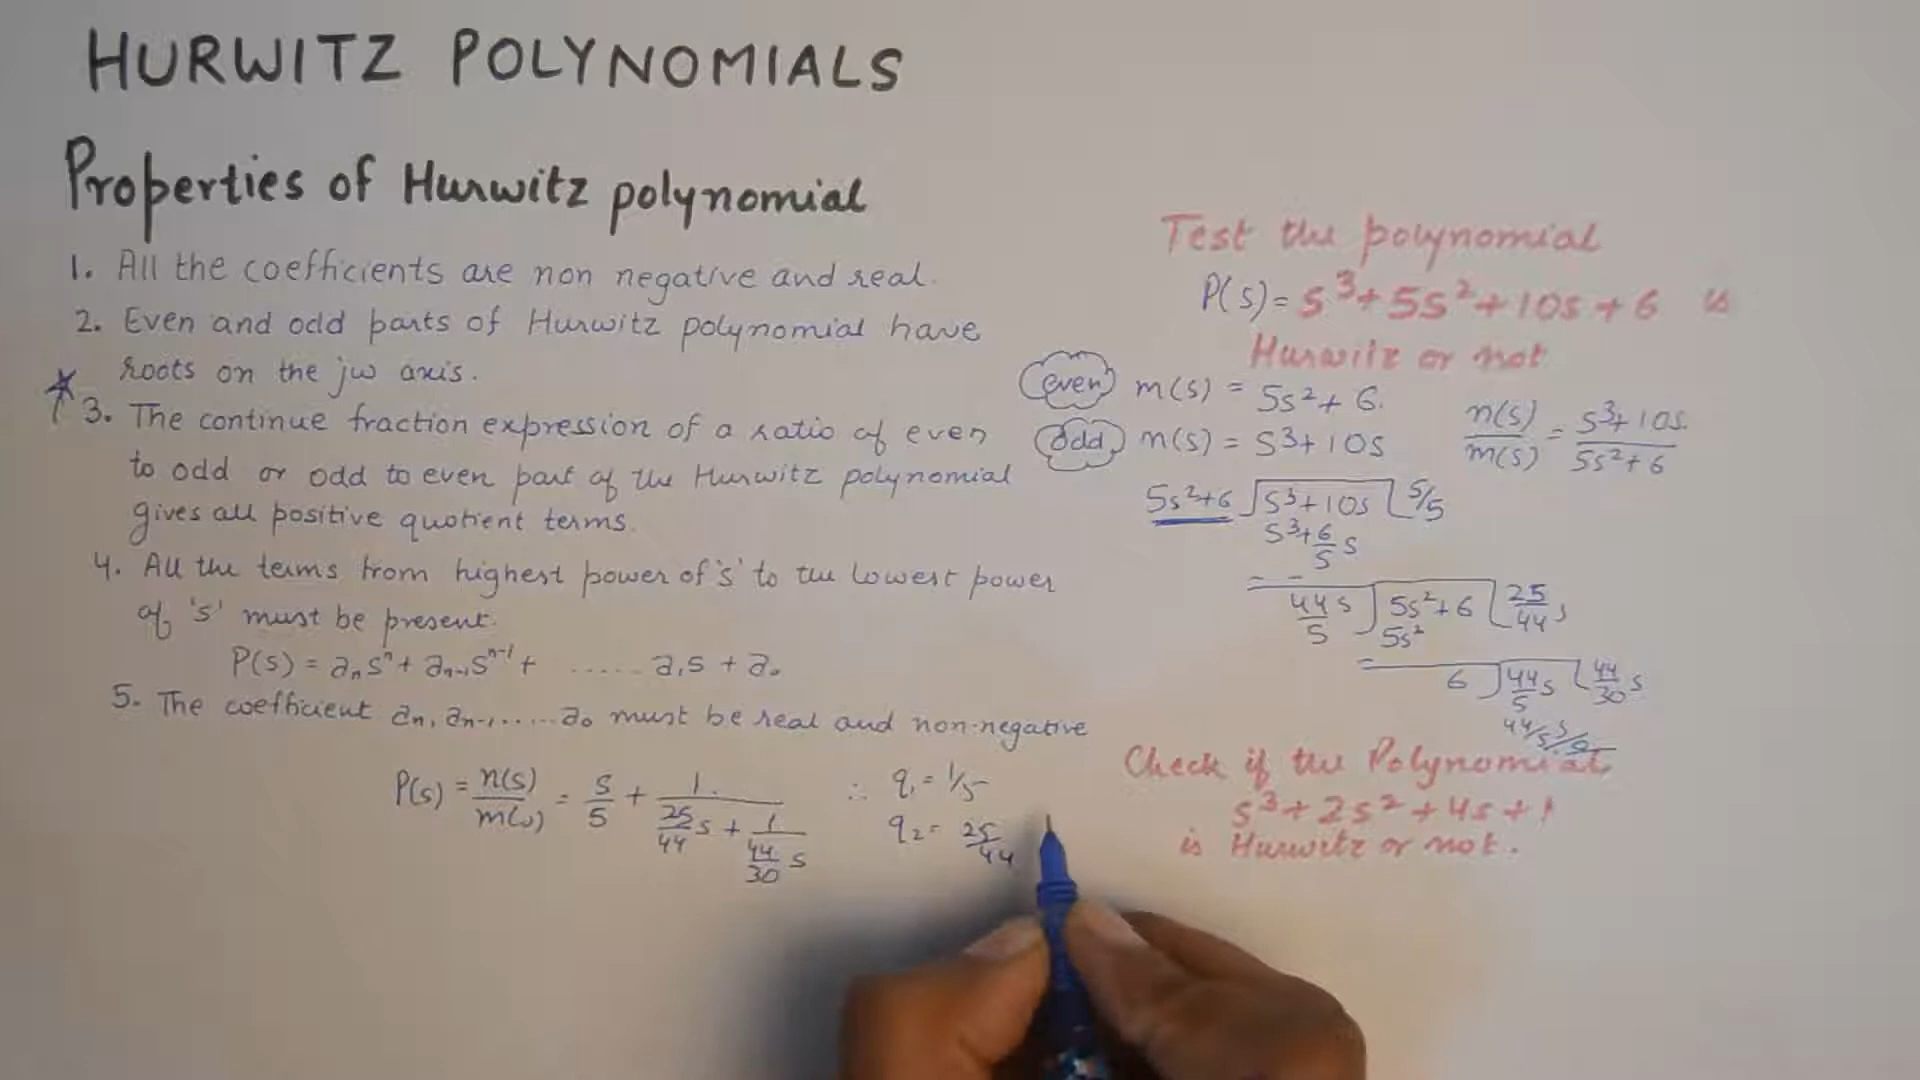 HURWITZ POLYNOMIALS
Properties of Hurwitz polynomial
1. All the coefficients are non negative and real.
2. Even and odd parts of Hurwitz polynomial have
roots on the jw axis.
3. The continue fraction expression of a ratio of even
to odd or odd to even part of the Hurwitz polynomial
gives all positive quotient terms.
4. All the terms from highest power of 's' to the lowest power
of 's' must be present.
P(s) = aₙsⁿ + aₙ₋₁sⁿ⁻¹ + ...... a₁s + a₀
5. The coefficient aₙ, aₙ₋₁ ..... a₀ must be real and non-negative
P(s) = n(s)/m(s) = s/5 + 1/(25/44 s + 1/(44/30 s))
∴ q₁ = 1/5
q₂ = 25/44
Test the polynomial
P(s) = s³ + 5s² + 10s + 6 is
Hurwitz or not
even m(s) = 5s² + 6.
odd n(s) = s³ + 10s
n(s)/m(s) = s³ + 10s/5s² + 6
5s² + 6 s³ + 10s s/5
s³ + 6/5 s
44/5 s 5s² + 6 25/44 s
5s²
6 44/5 s 44/30 s
44/5 s
Check if the Polynomial
s³ + 2s² + 4s + 1
is Hurwitz or not.